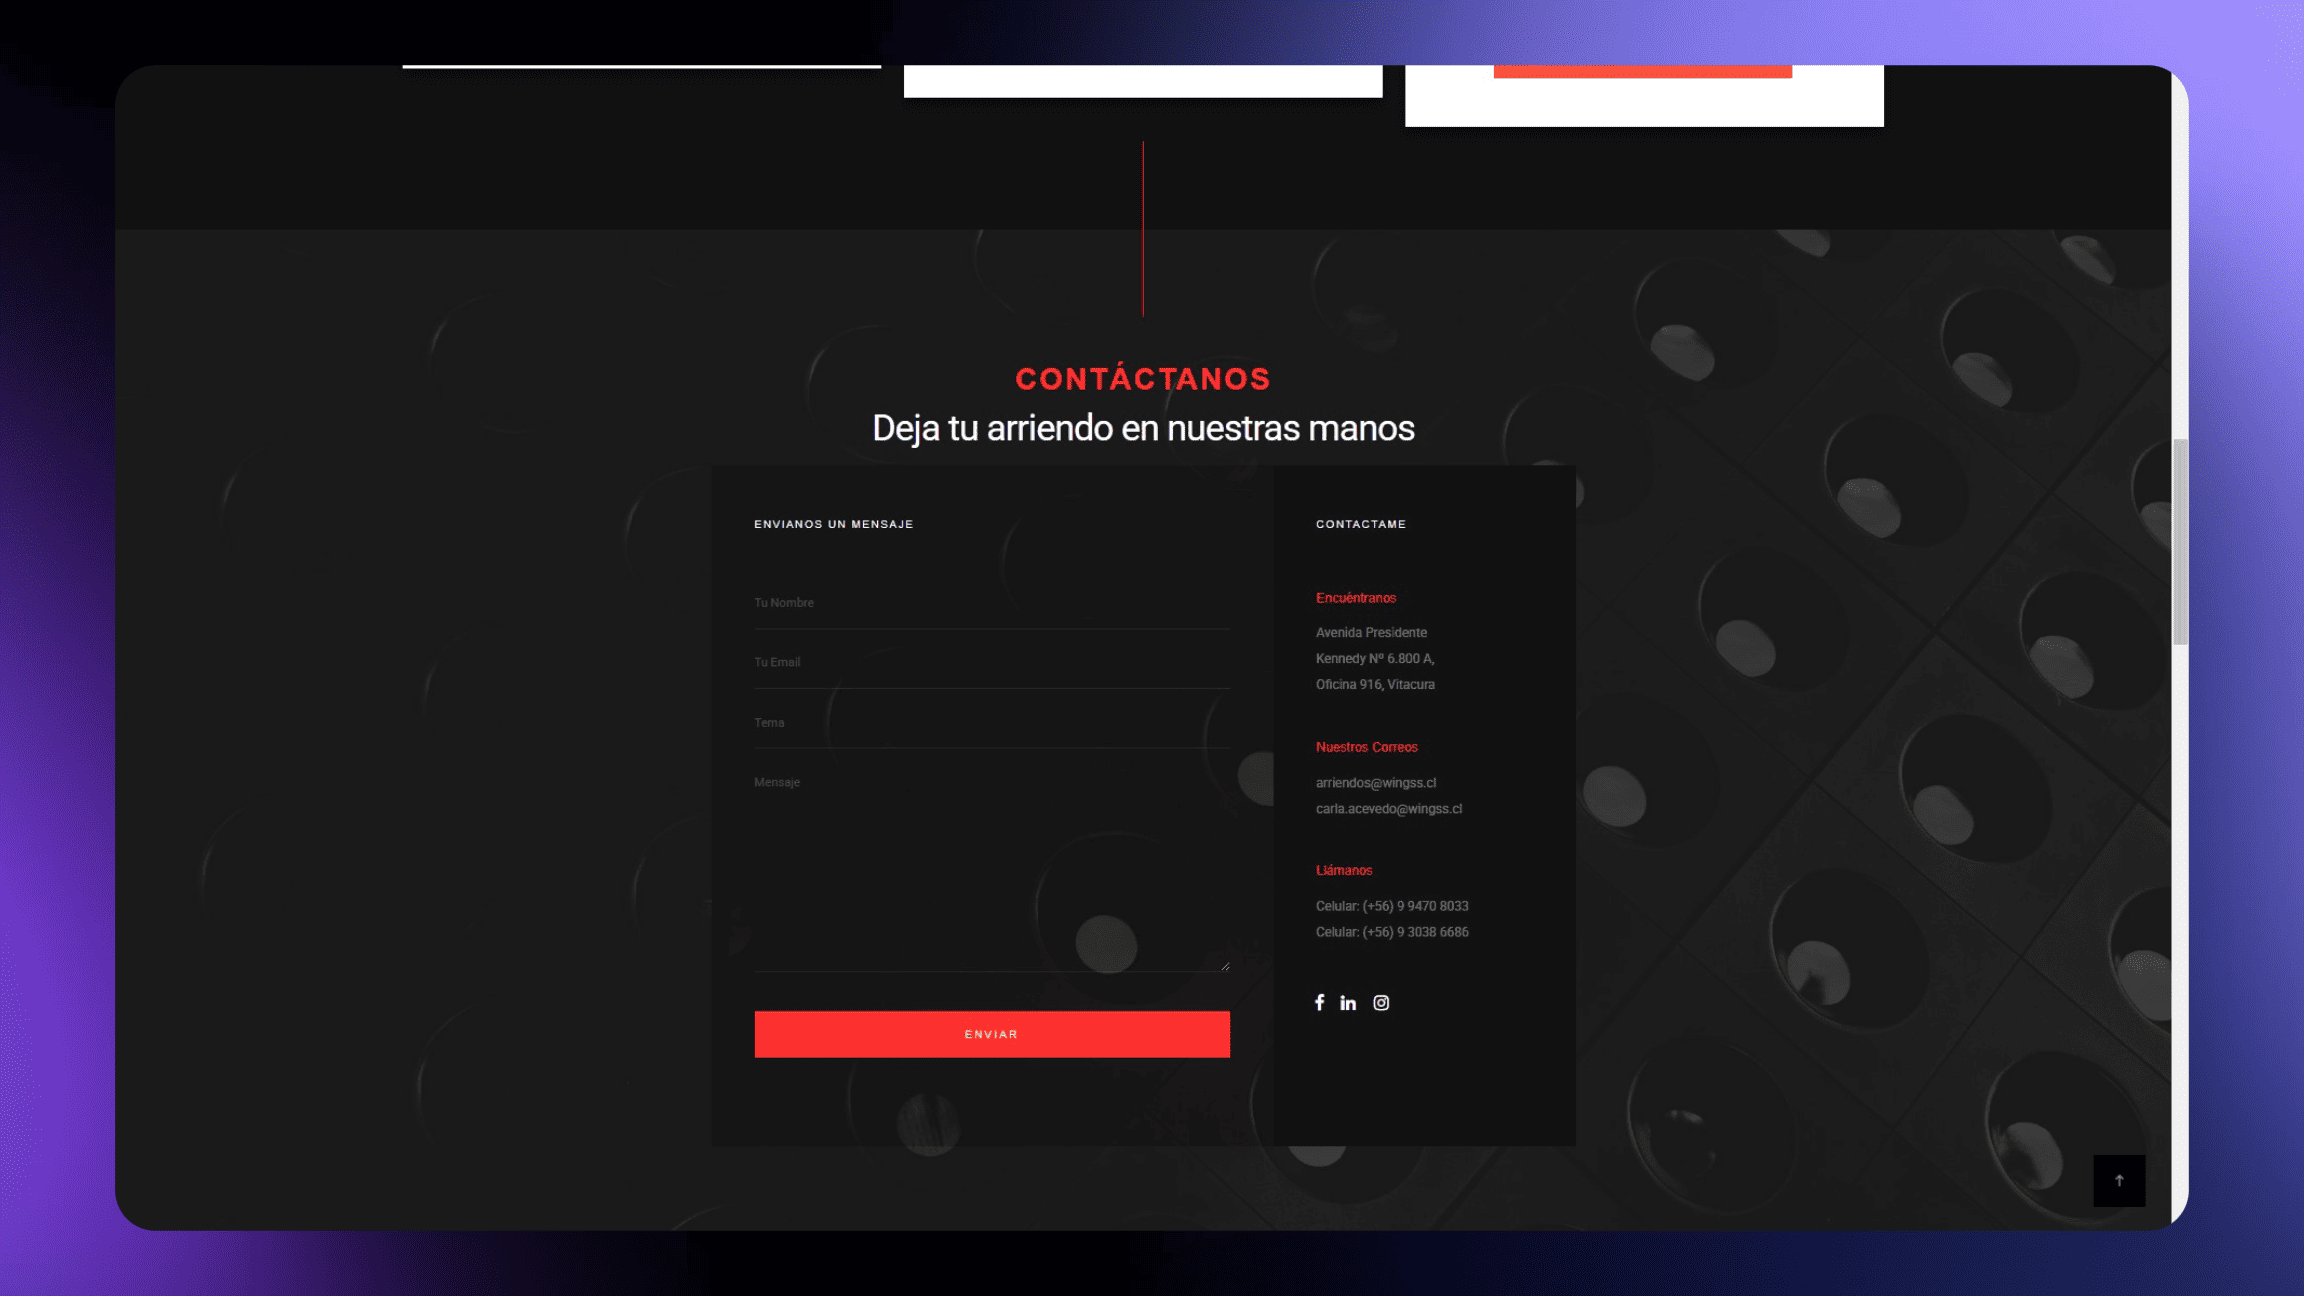 CONTÁCTANOS
Deja tu arriendo en nuestras manos
ENVIANOS UN MENSAJE
Tu Nombre
Tu Email
Tema
Mensaje
ENVIAR
CONTACTAME
Encuéntranos
Avenida Presidente
Kennedy Nº 6.800 A,
Oficina 916, Vitacura
Nuestros Correos
arriendos@wingss.cl
carla.acevedo@wingss.cl
Llámanos
Celular: (+56) 9 9470 8033
Celular: (+56) 9 3038 6686